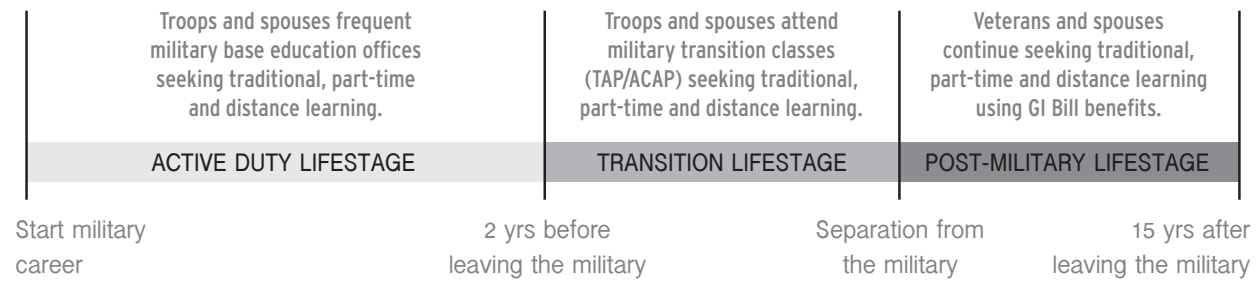 Troops and spouses frequent
military base education offices
seeking traditional, part-time
and distance learning.
Troops and spouses attend
military transition classes
(TAP/ACAP) seeking traditional,
part-time and distance learning.
Veterans and spouses
continue seeking traditional,
part-time and distance learning
using GI Bill benefits.
ACTIVE DUTY LIFESTAGE
TRANSITION LIFESTAGE
POST-MILITARY LIFESTAGE
Start military
career
2 yrs before
leaving the military
Separation from
the military
15 yrs after
leaving the military